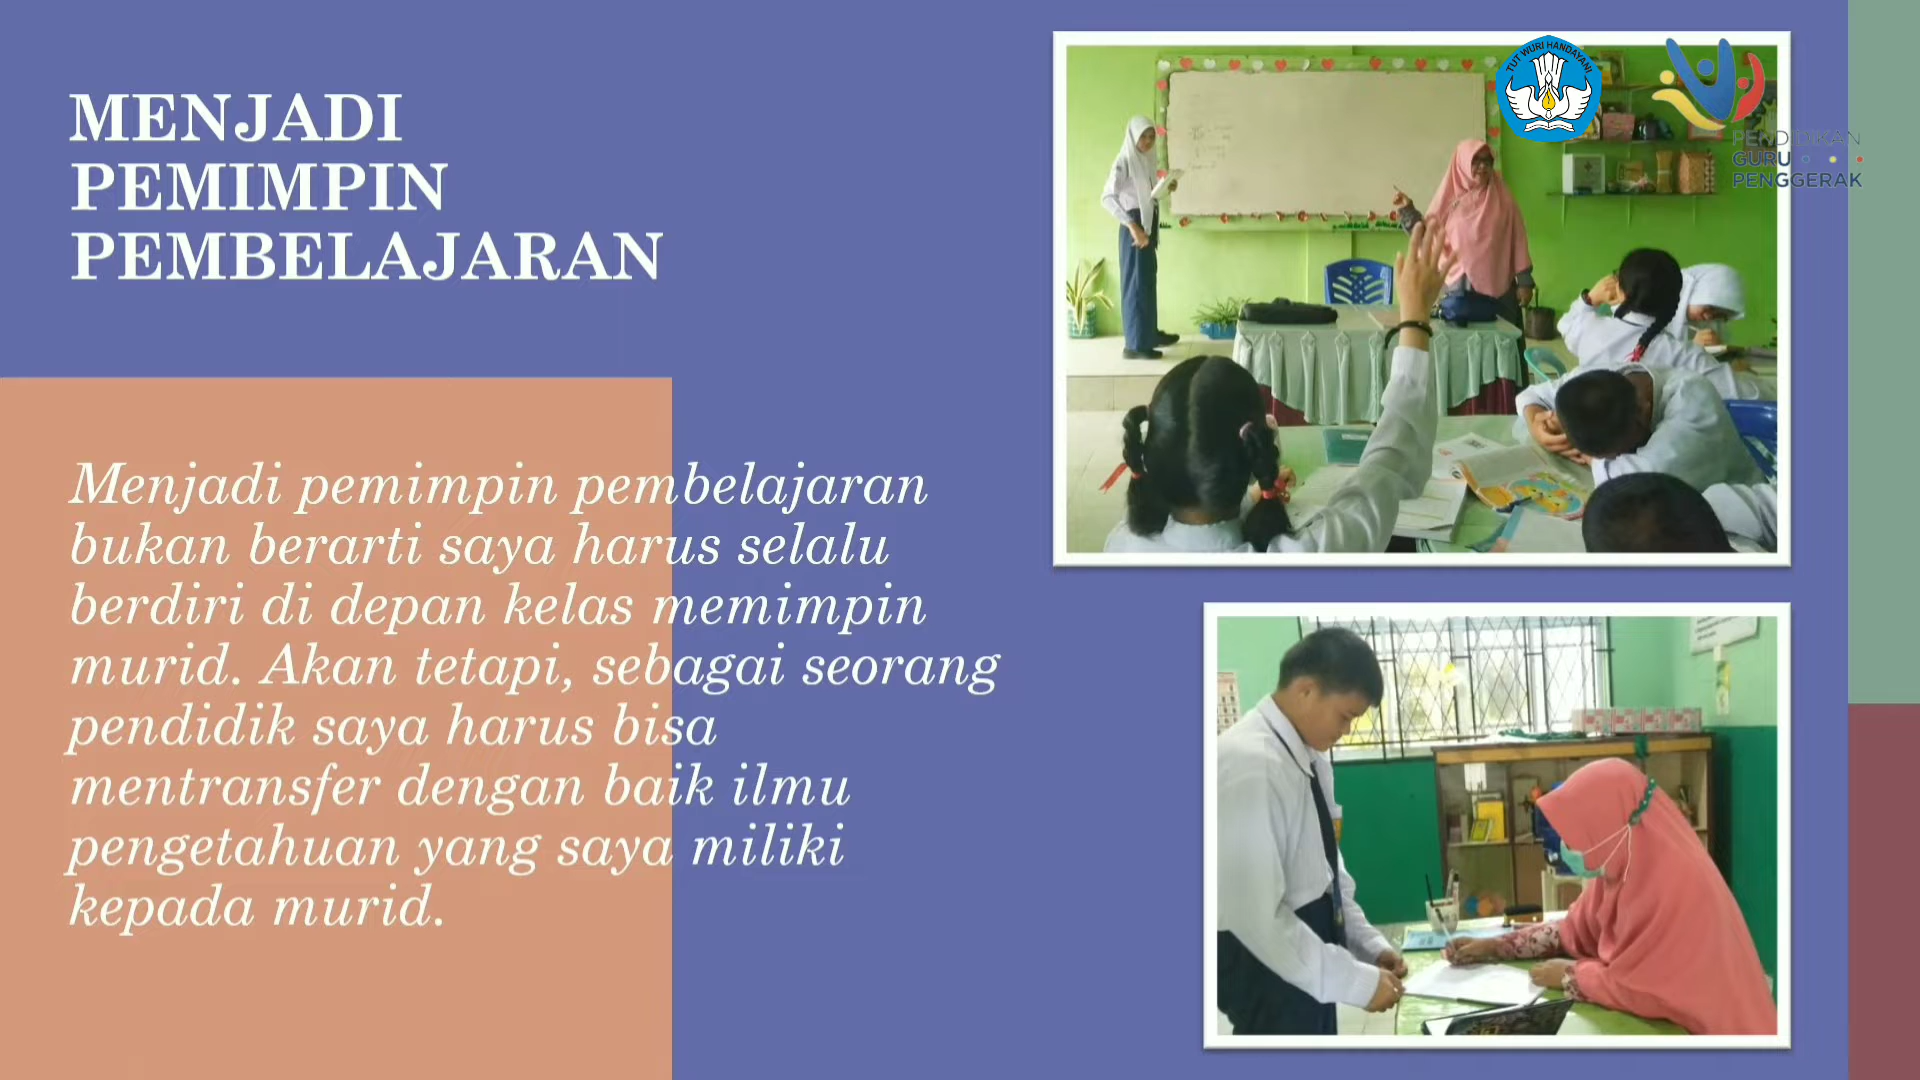 MENJADI
PEMIMPIN
PEMBELAJARAN
Menjadi pemimpin pembelajaran
bukan berarti saya harus selalu
berdiri di depan kelas memimpin
murid. Akan tetapi, sebagai seorang
pendidik saya harus bisa
mentransfer dengan baik ilmu
pengetahuan yang saya miliki
kepada murid.
TUT WURI HANDAYANI
PENDIDIKAN
GURU
PENGGERAK